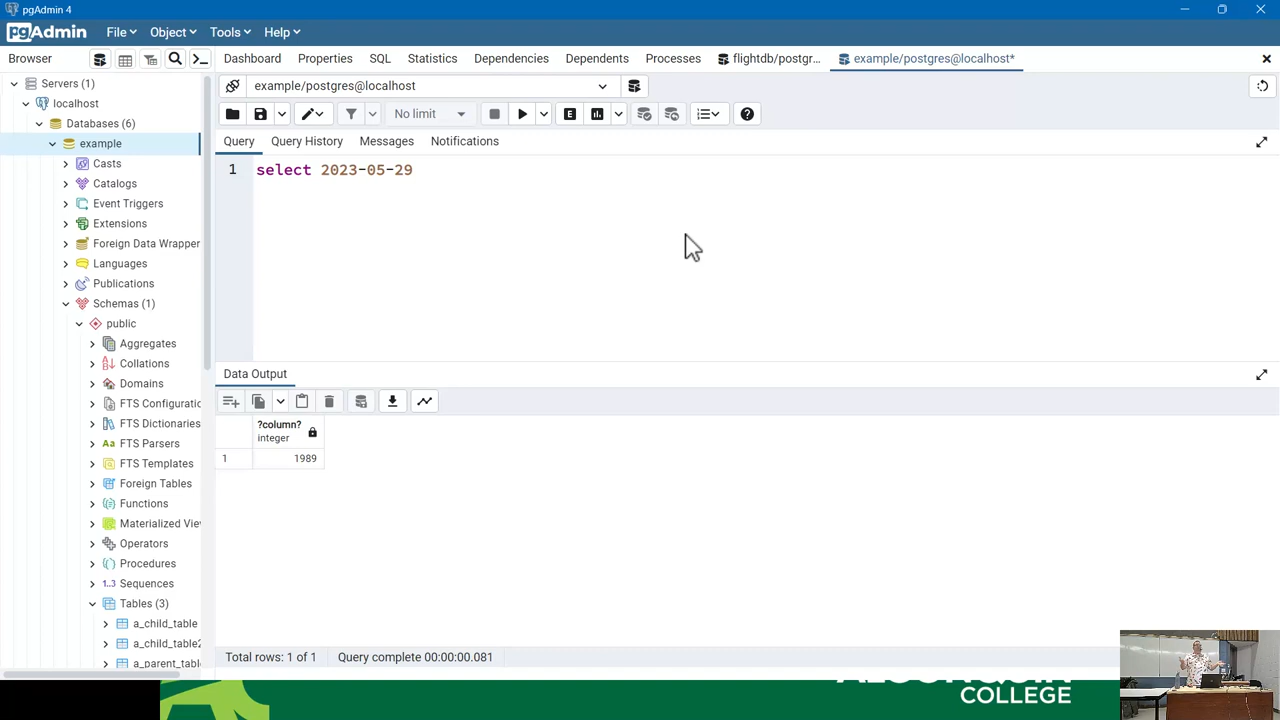 pgAdmin 4
pgAdmin File Object Tools Help
Browser Dashboard Properties SQL Statistics Dependencies Dependents Processes flightdb/postgr... example/postgres@localhost*
Servers (1)
localhost
Databases (6)
example
Casts
Catalogs
Event Triggers
Extensions
Foreign Data Wrapper
Languages
Publications
Schemas (1)
public
Aggregates
Collations
Domains
FTS Configuratio
FTS Dictionaries
Aa FTS Parsers
FTS Templates
Foreign Tables
Functions
Materialized Vie
Operators
Procedures
1..3 Sequences
Tables (3)
a_child_table
a_child_table2
a_parent_tabl
example/postgres@localhost
No limit
Query Query History Messages Notifications
1 select 2023-05-29
Data Output
?column?
integer
1 1989
Total rows: 1 of 1 Query complete 00:00:00.081
ALGONQUIN
COLLEGE